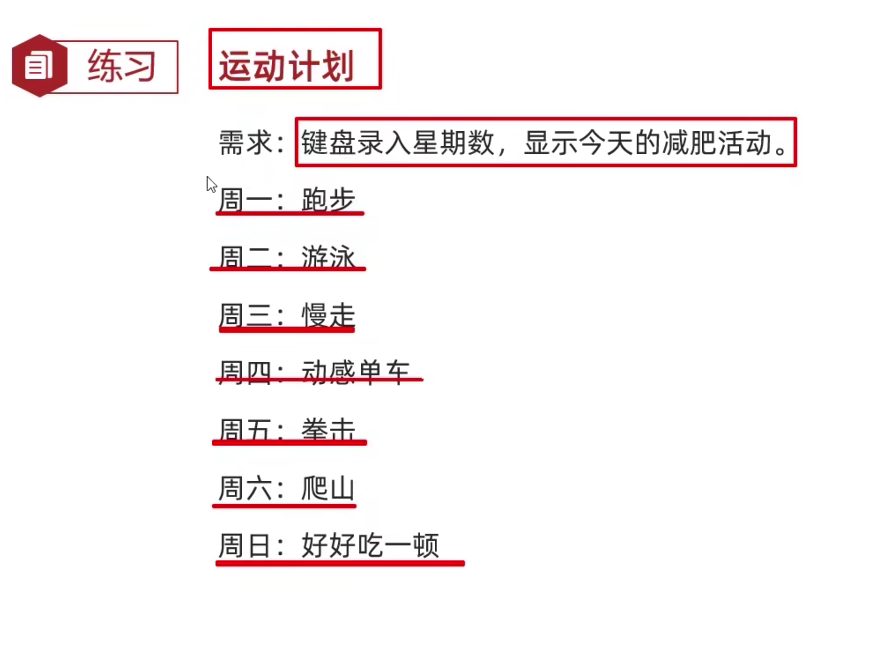 练习
运动计划
需求：键盘录入星期数，显示今天的减肥活动。
周一：跑步
周二：游泳
周三：慢走
周四：动感单车
周五：拳击
周六：爬山
周日：好好吃一顿